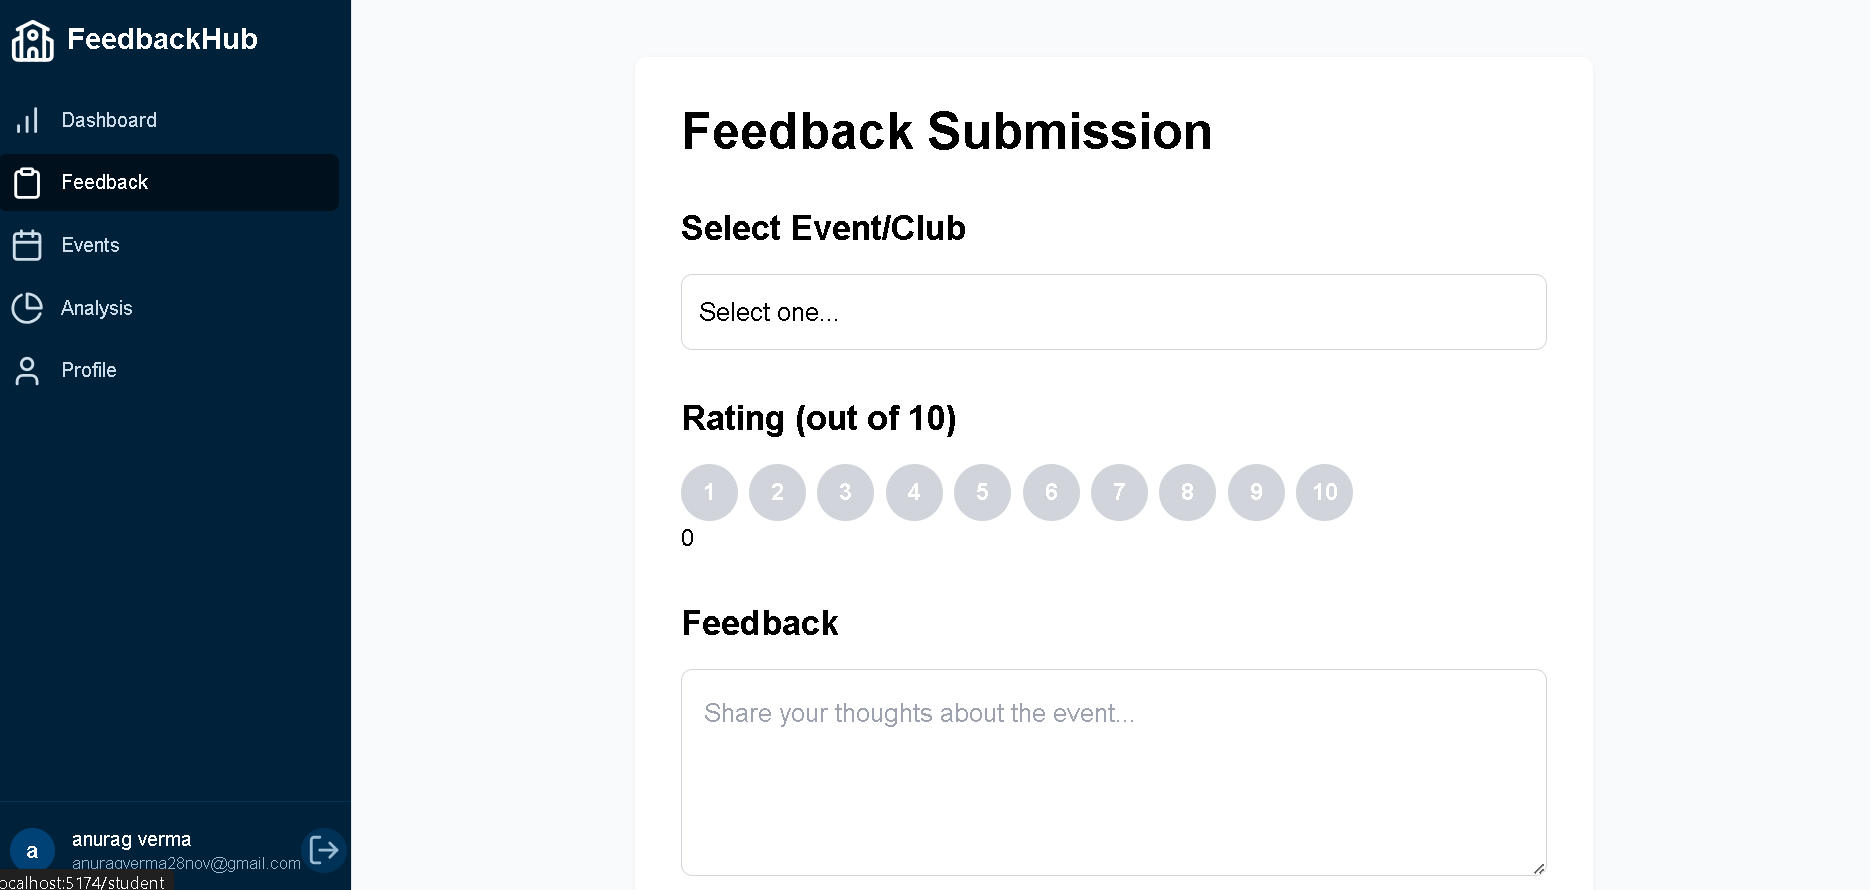 FeedbackHub
Dashboard
Feedback
Events
Analysis
Profile
Feedback Submission
Select Event/Club
Select one...
Rating (out of 10)
1 2 3 4 5 6 7 8 9 10
0
Feedback
Share your thoughts about the event...
a
anurag verma
anuragverma28nov@gmail.com
ocalhost:5174/student